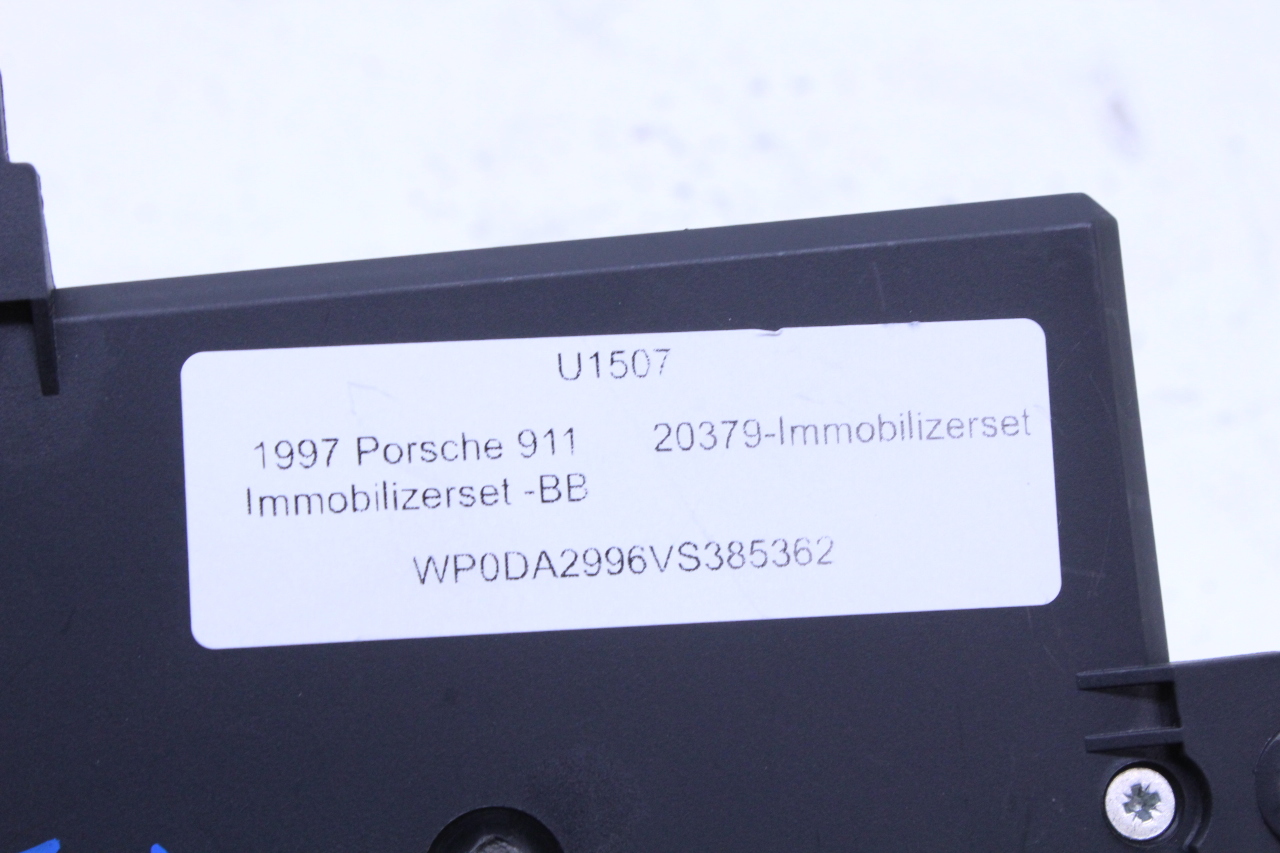 U1507
1997 Porsche 911 20379-Immobilizerset
Immobilizerset -BB
WP0DA2996VS385362